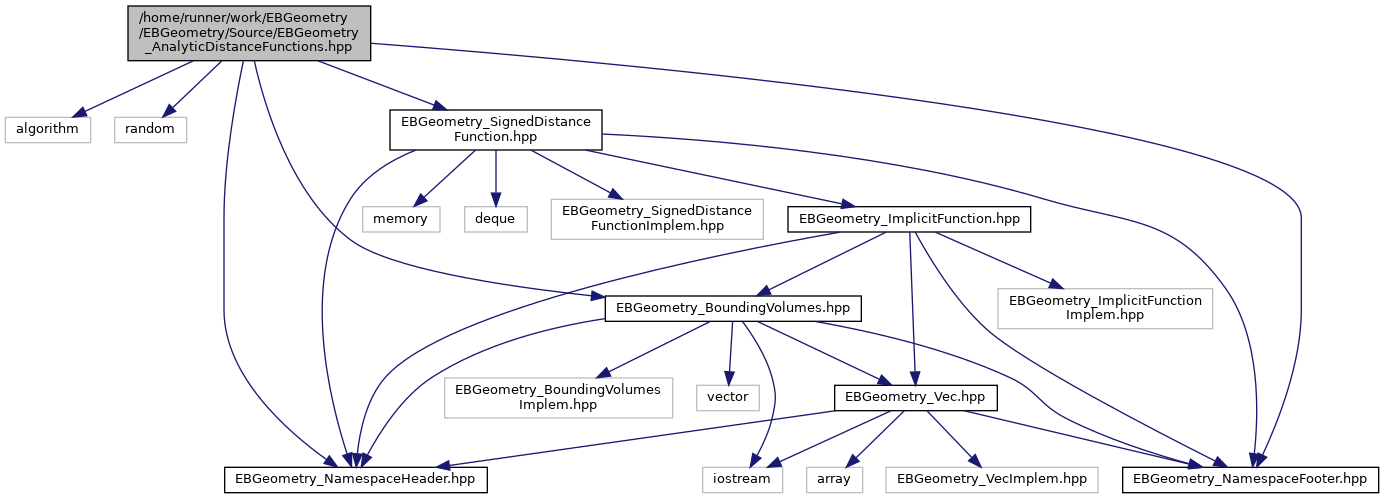 /home/runner/work/EBGeometry
/EBGeometry/Source/EBGeometry
_AnalyticDistanceFunctions.hpp
algorithm
random
EBGeometry_SignedDistance
Function.hpp
memory
deque
EBGeometry_SignedDistance
FunctionImplem.hpp
EBGeometry_ImplicitFunction.hpp
EBGeometry_BoundingVolumes.hpp
EBGeometry_ImplicitFunction
Implem.hpp
EBGeometry_BoundingVolumes
Implem.hpp
vector
EBGeometry_Vec.hpp
EBGeometry_NamespaceHeader.hpp
iostream
array
EBGeometry_VecImplem.hpp
EBGeometry_NamespaceFooter.hpp